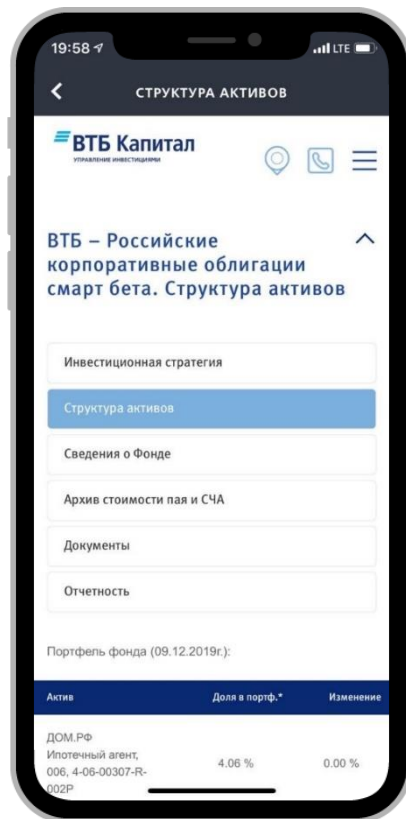 19:58
LTE
СТРУКТУРА АКТИВОВ
ВТБ Капитал
УПРАВЛЕНИЕ ИНВЕСТИЦИЯМИ
ВТБ – Российские
корпоративные облигации
смарт бета. Структура активов
Инвестиционная стратегия
Структура активов
Сведения о Фонде
Архив стоимости пая и СЧА
Документы
Отчетность
Портфель фонда (09.12.2019г.):
Актив Доля в портф.* Изменение
ДОМ.РФ
Ипотечный агент,
006, 4-06-00307-R-
002P
4.06 % 0.00 %